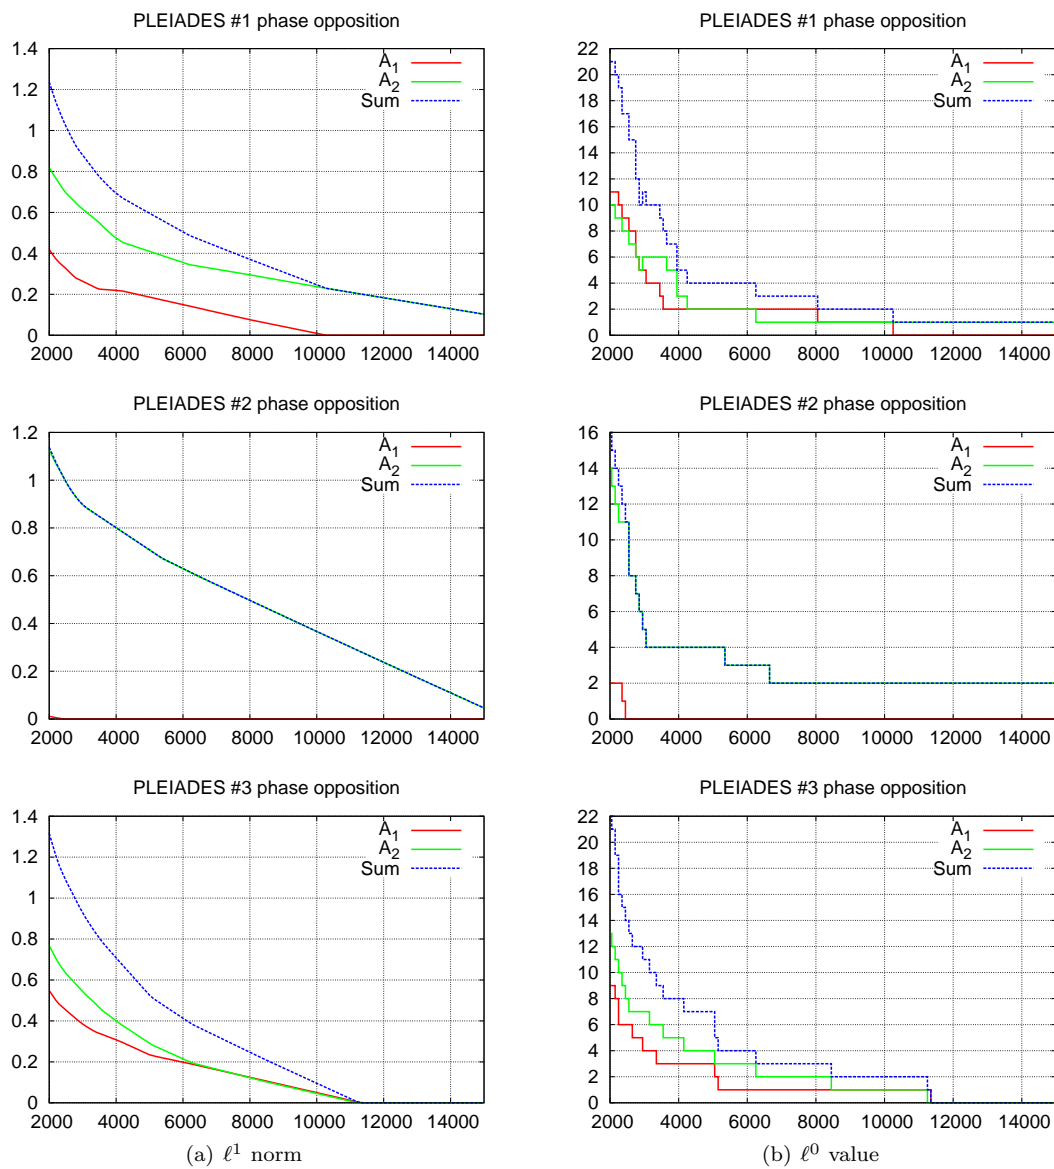 PLEIADES #1 phase opposition
1.4
1.2
1
0.8
0.6
0.4
0.2
0
2000 4000 6000 8000 10000 12000 14000
A1
A2
Sum
PLEIADES #1 phase opposition
22
20
18
16
14
12
10
8
6
4
2
0
2000 4000 6000 8000 10000 12000 14000
A1
A2
Sum
PLEIADES #2 phase opposition
1.2
1
0.8
0.6
0.4
0.2
0
2000 4000 6000 8000 10000 12000 14000
A1
A2
Sum
PLEIADES #2 phase opposition
16
14
12
10
8
6
4
2
0
2000 4000 6000 8000 10000 12000 14000
A1
A2
Sum
PLEIADES #3 phase opposition
1.4
1.2
1
0.8
0.6
0.4
0.2
0
2000 4000 6000 8000 10000 12000 14000
A1
A2
Sum
(a) ℓ¹ norm
PLEIADES #3 phase opposition
22
20
18
16
14
12
10
8
6
4
2
0
2000 4000 6000 8000 10000 12000 14000
A1
A2
Sum
(b) ℓ⁰ value